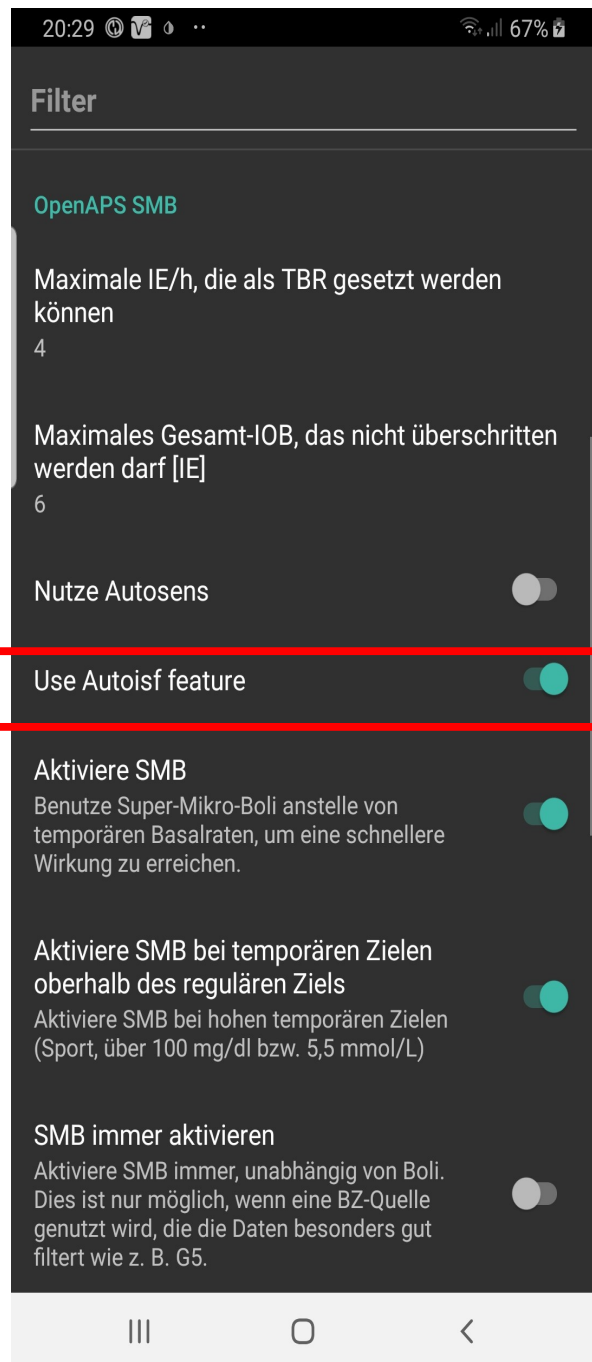 20:29
67%
Filter
OpenAPS SMB
Maximale IE/h, die als TBR gesetzt werden
können
4
Maximales Gesamt-IOB, das nicht überschritten
werden darf [IE]
6
Nutze Autosens
Use Autoisf feature
Aktiviere SMB
Benutze Super-Mikro-Boli anstelle von
temporären Basalraten, um eine schnellere
Wirkung zu erreichen.
Aktiviere SMB bei temporären Zielen
oberhalb des regulären Ziels
Aktiviere SMB bei hohen temporären Zielen
(Sport, über 100 mg/dl bzw. 5,5 mmol/L)
SMB immer aktivieren
Aktiviere SMB immer, unabhängig von Boli.
Dies ist nur möglich, wenn eine BZ-Quelle
genutzt wird, die die Daten besonders gut
filtert wie z. B. G5.